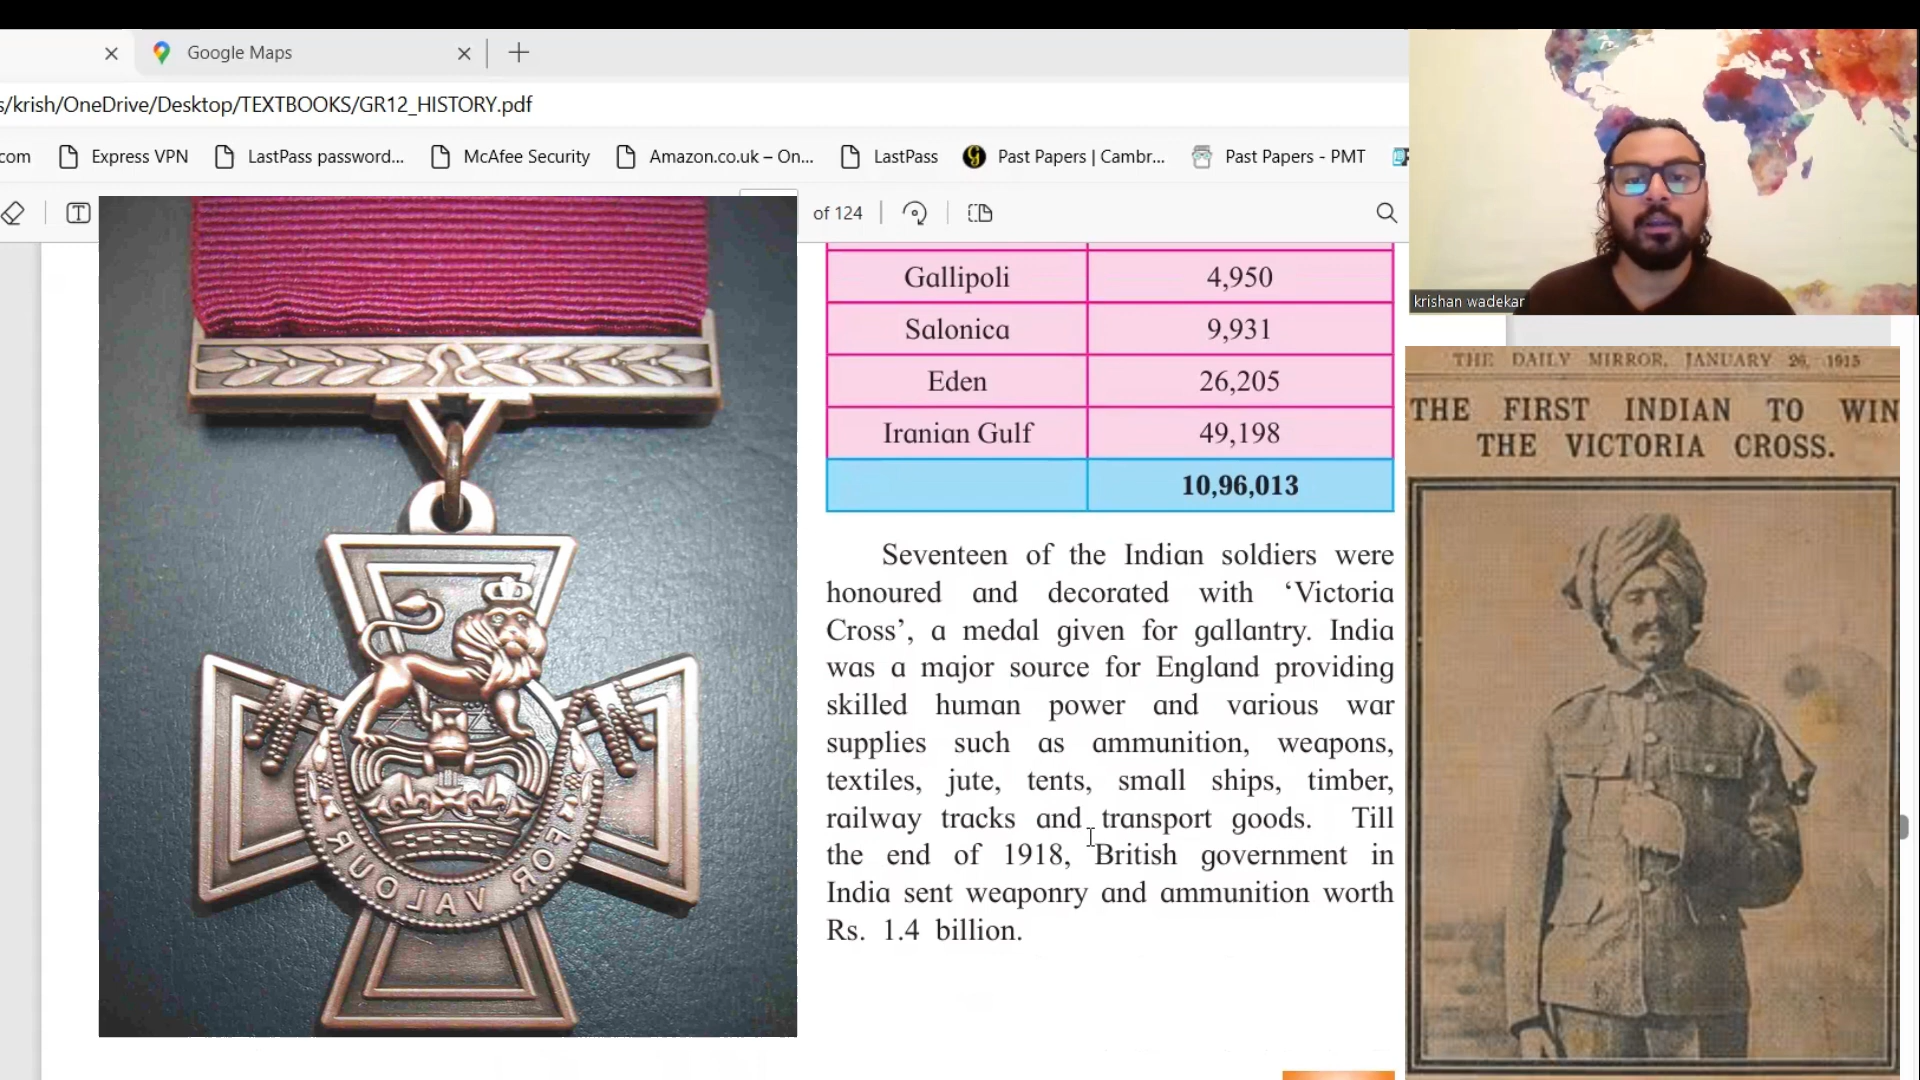 Google Maps
s/krish/OneDrive/Desktop/TEXTBOOKS/GR12_HISTORY.pdf
com Express VPN LastPass password... McAfee Security Amazon.co.uk – On... LastPass Past Papers | Cambr... Past Papers - PMT
of 124
krishan wadekar
Gallipoli 4,950
Salonica 9,931
Eden 26,205
Iranian Gulf 49,198
10,96,013
Seventeen of the Indian soldiers were
honoured and decorated with ‘Victoria
Cross’, a medal given for gallantry. India
was a major source for England providing
skilled human power and various war
supplies such as ammunition, weapons,
textiles, jute, tents, small ships, timber,
railway tracks and transport goods. Till
the end of 1918, British government in
India sent weaponry and ammunition worth
Rs. 1.4 billion.
FOR VALOUR
THE DAILY MIRROR, JANUARY 26, 1915
THE FIRST INDIAN TO WIN
THE VICTORIA CROSS.